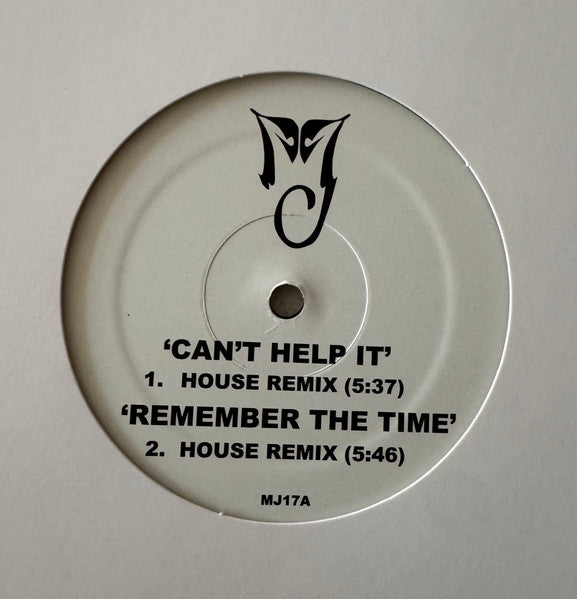 MJ
‘CAN’T HELP IT’
1. HOUSE REMIX (5:37)
‘REMEMBER THE TIME’
2. HOUSE REMIX (5:46)
MJ17A